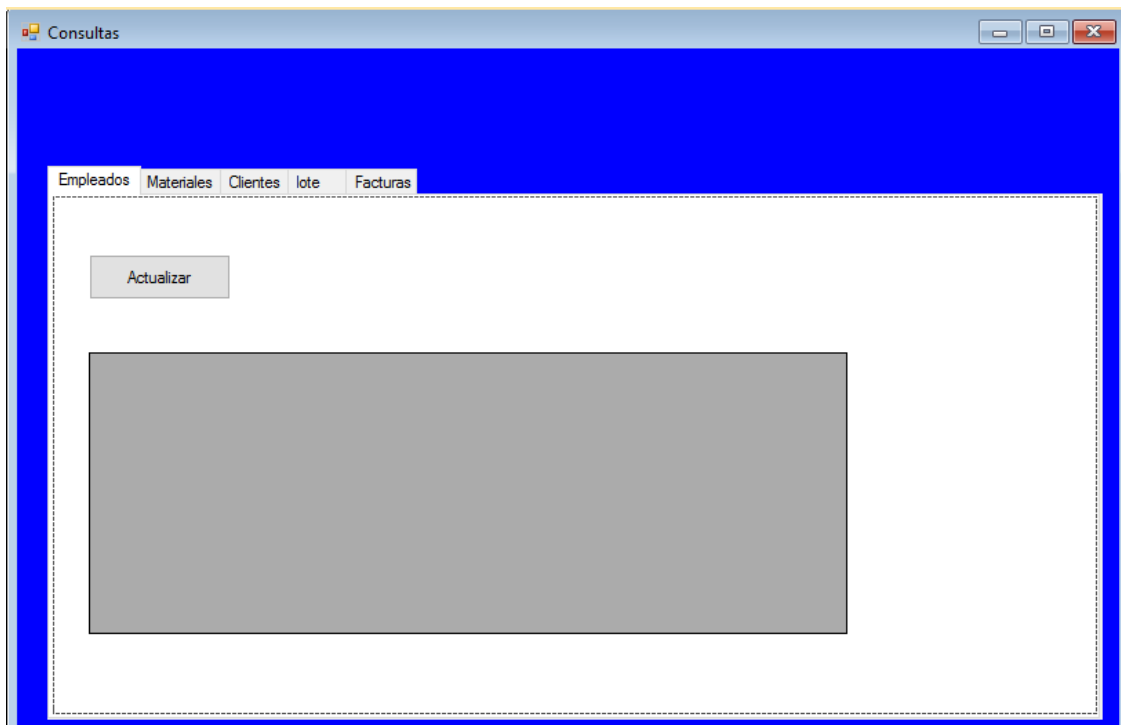 Consultas
Empleados Materiales Clientes lote Facturas
Actualizar